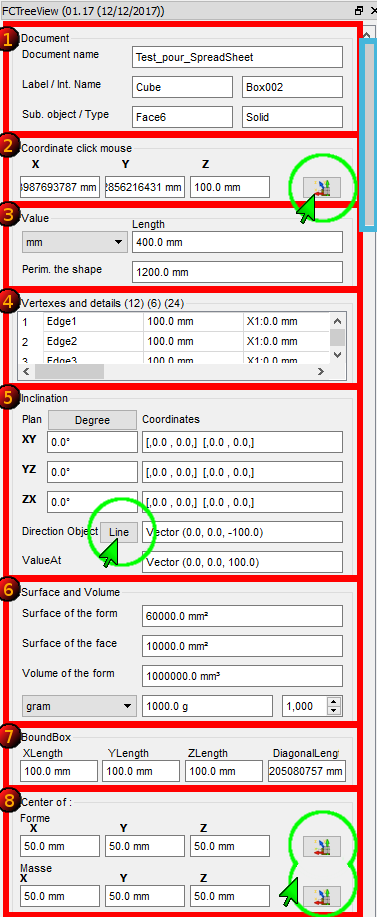 FCTreeView (01.17 (12/12/2017))
1 Document
Document name Test_pour_SpreadSheet
Label / Int. Name Cube Box002
Sub. object / Type Face6 Solid
2 Coordinate click mouse
X Y Z
987693787 mm 2856216431 mm 100.0 mm
3 Value Length
mm 400.0 mm
Perim. the shape 1200.0 mm
4 Vertexes and details (12) (6) (24)
1 Edge1 100.0 mm X1:0.0 mm
2 Edge2 100.0 mm X1:0.0 mm
3 Edge3 100.0 mm X1:0.0 mm
5 Inclination
Plan Degree Coordinates
XY 0.0° [,0.0 , 0.0,] [,0.0 , 0.0,]
YZ 0.0° [,0.0 , 0.0,] [,0.0 , 0.0,]
ZX 0.0° [,0.0 , 0.0,] [,0.0 , 0.0,]
Direction Object Line Vector (0.0, 0.0, -100.0)
ValueAt Vector (0.0, 0.0, 100.0)
6 Surface and Volume
Surface of the form 60000.0 mm²
Surface of the face 10000.0 mm²
Volume of the form 1000000.0 mm³
gram 1000.0 g 1,000
7 BoundBox
XLength YLength ZLength DiagonalLengt
100.0 mm 100.0 mm 100.0 mm 205080757 mm
8 Center of :
Forme
X Y Z
50.0 mm 50.0 mm 50.0 mm
Masse
X Y Z
50.0 mm 50.0 mm 50.0 mm